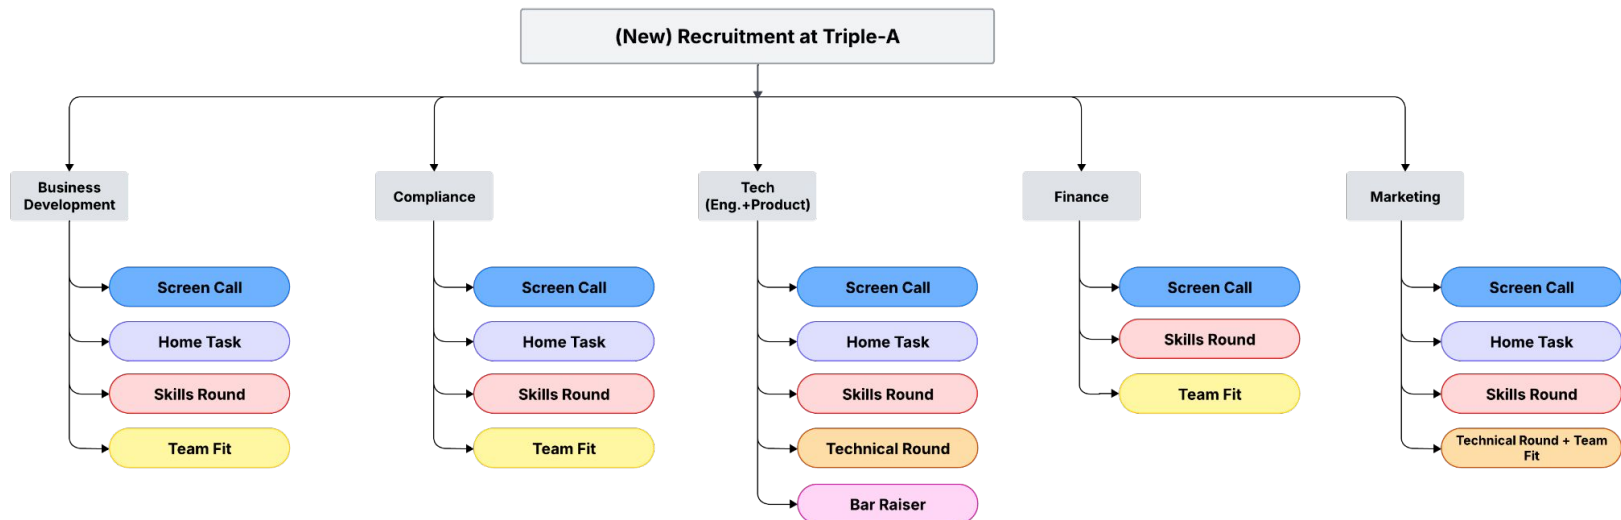 (New) Recruitment at Triple-A
Business
Development
Compliance
Tech
(Eng.+Product)
Finance
Marketing
Screen Call
Home Task
Skills Round
Team Fit
Screen Call
Home Task
Skills Round
Team Fit
Screen Call
Home Task
Skills Round
Technical Round
Bar Raiser
Screen Call
Skills Round
Team Fit
Screen Call
Home Task
Skills Round
Technical Round + Team
Fit